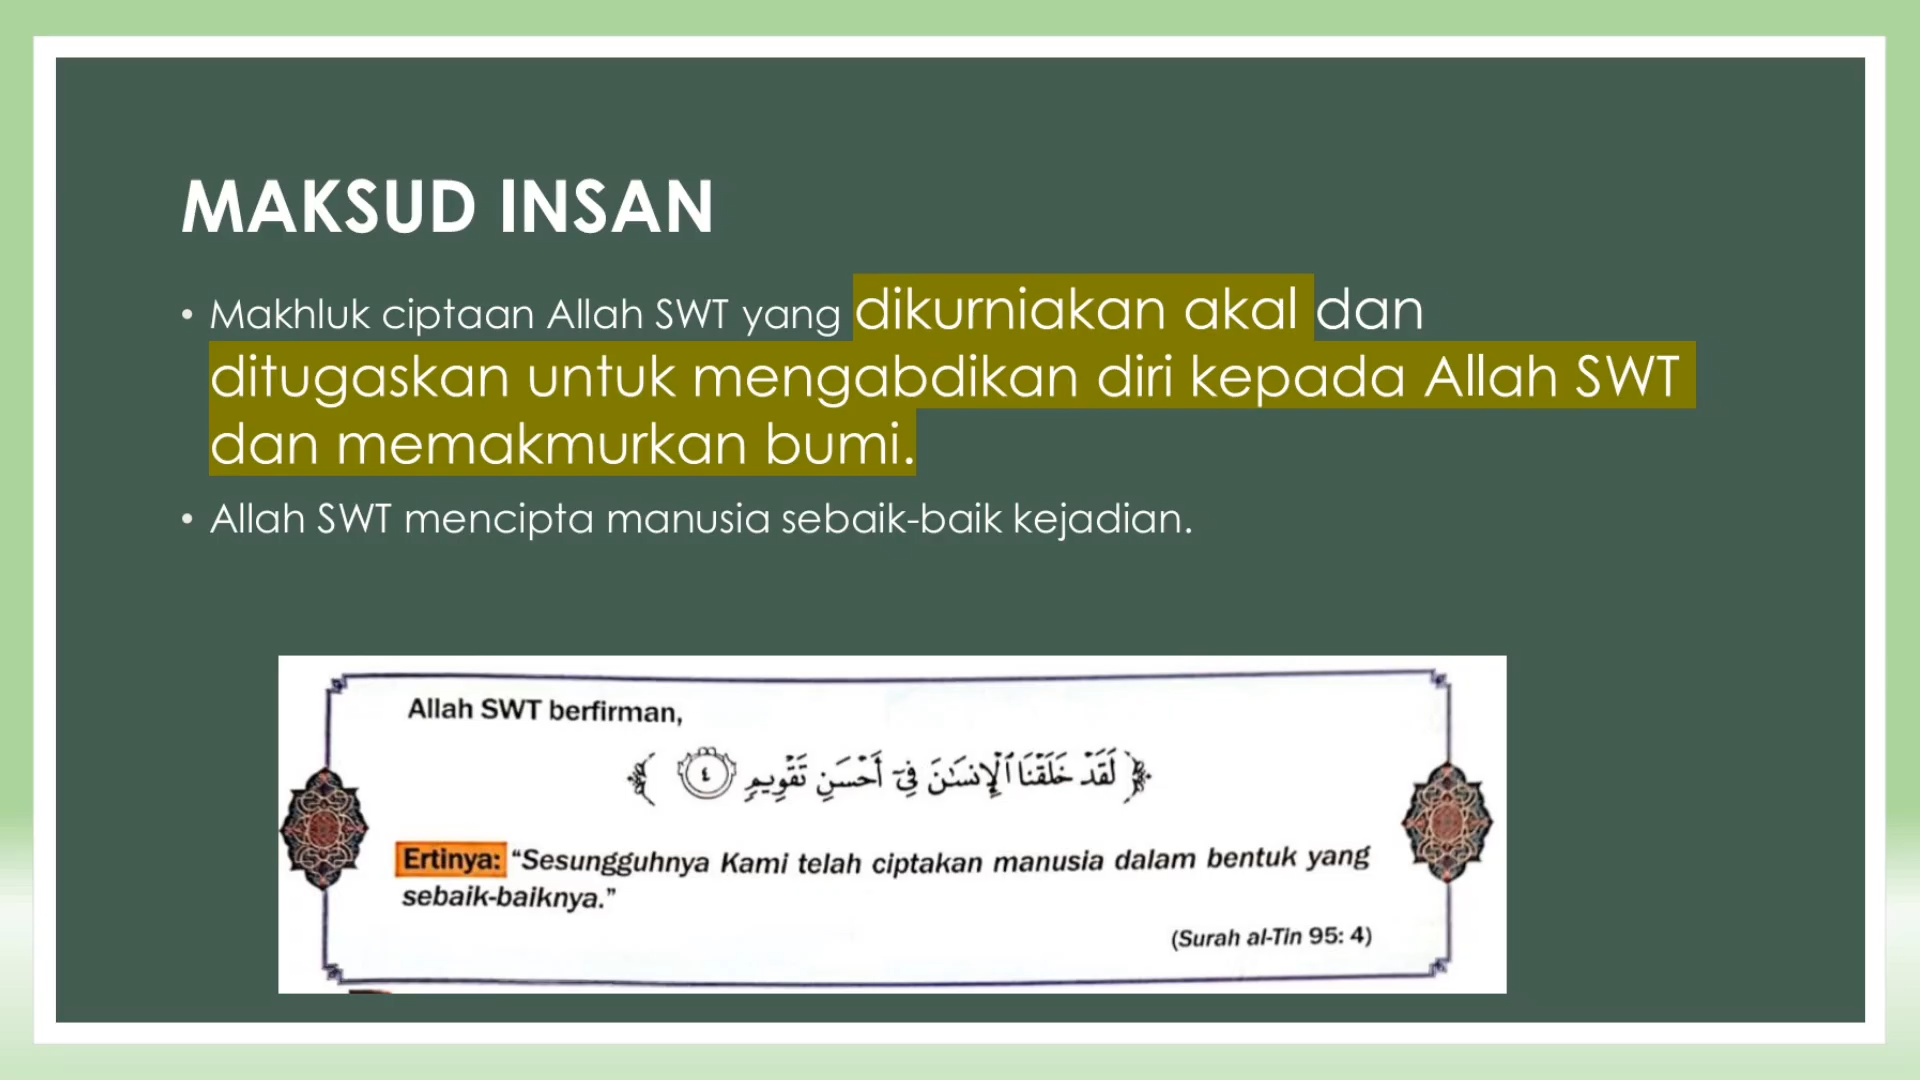 MAKSUD INSAN
• Makhluk ciptaan Allah SWT yang dikurniakan akal dan
ditugaskan untuk mengabdikan diri kepada Allah SWT
dan memakmurkan bumi.
• Allah SWT mencipta manusia sebaik-baik kejadian.
Allah SWT berfirman,
﴿ لَقَدْ خَلَقْنَا ٱلْإِنسَـٰنَ فِىٓ أَحْسَنِ تَقْوِيمٍ ٤ ﴾
Ertinya: “Sesungguhnya Kami telah ciptakan manusia dalam bentuk yang
sebaik-baiknya.”
(Surah al-Tin 95: 4)